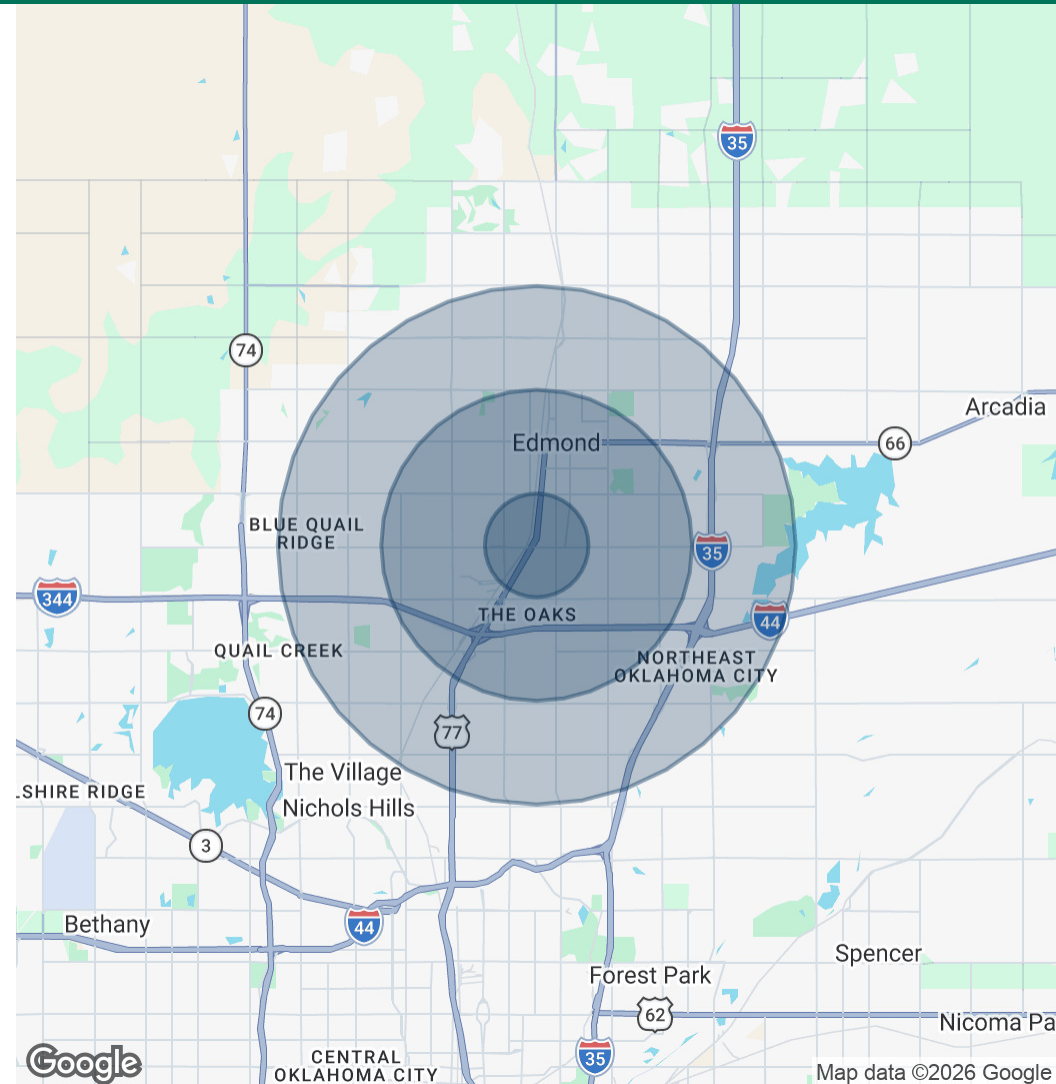 35
74
Arcadia
66
Edmond
BLUE QUAIL
RIDGE
35
344
THE OAKS
44
QUAIL CREEK
NORTHEAST
OKLAHOMA CITY
74
77
The Village
LSHIRE RIDGE
Nichols Hills
3
44
Bethany
Spencer
Forest Park
62
Nicoma Pa
35
CENTRAL
OKLAHOMA CITY
Google
Map data ©2026 Google